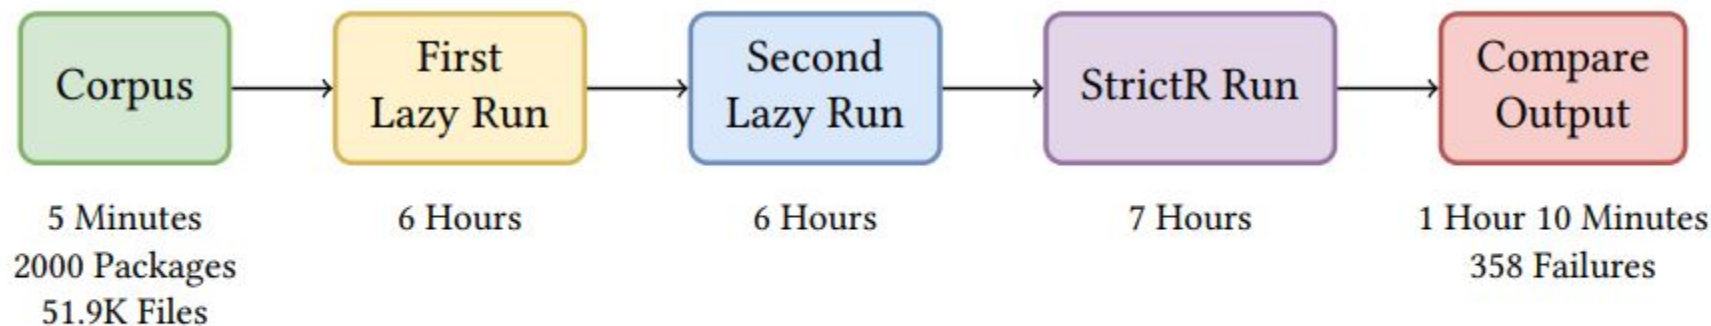 Corpus
First
Lazy Run
Second
Lazy Run
StrictR Run
Compare
Output
5 Minutes
2000 Packages
51.9K Files
6 Hours
6 Hours
7 Hours
1 Hour 10 Minutes
358 Failures